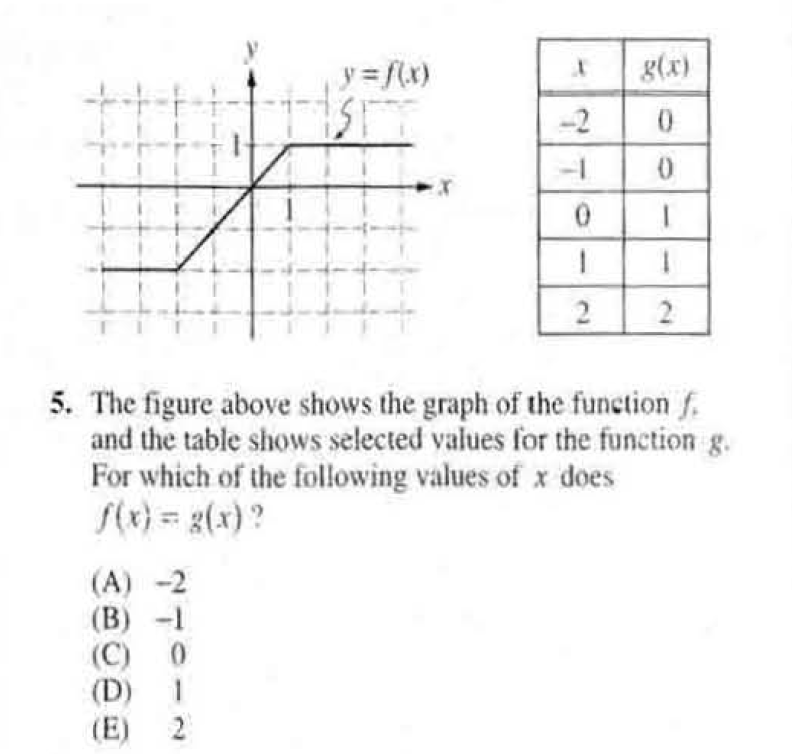 y
y = f(x)
1
x
1
x g(x)
-2 0
-1 0
0 1
1 1
2 2
5. The figure above shows the graph of the function f,
and the table shows selected values for the function g.
For which of the following values of x does
f(x) = g(x) ?
(A) -2
(B) -1
(C) 0
(D) 1
(E) 2